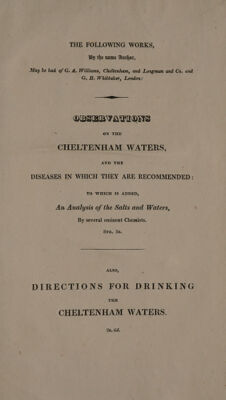 THE FOLLOWING WORKS,
By the same Author,
May be had of G. A. Williams, Cheltenham, and Longman and Co. and
G. B. Whittaker, London:
OBSERVATIONS
ON THE
CHELTENHAM WATERS,
AND THE
DISEASES IN WHICH THEY ARE RECOMMENDED:
TO WHICH IS ADDED,
An Analysis of the Salts and Waters,
By several eminent Chemists.
8vo. 5s.
ALSO,
DIRECTIONS FOR DRINKING
THE
CHELTENHAM WATERS.
2s. 6d.